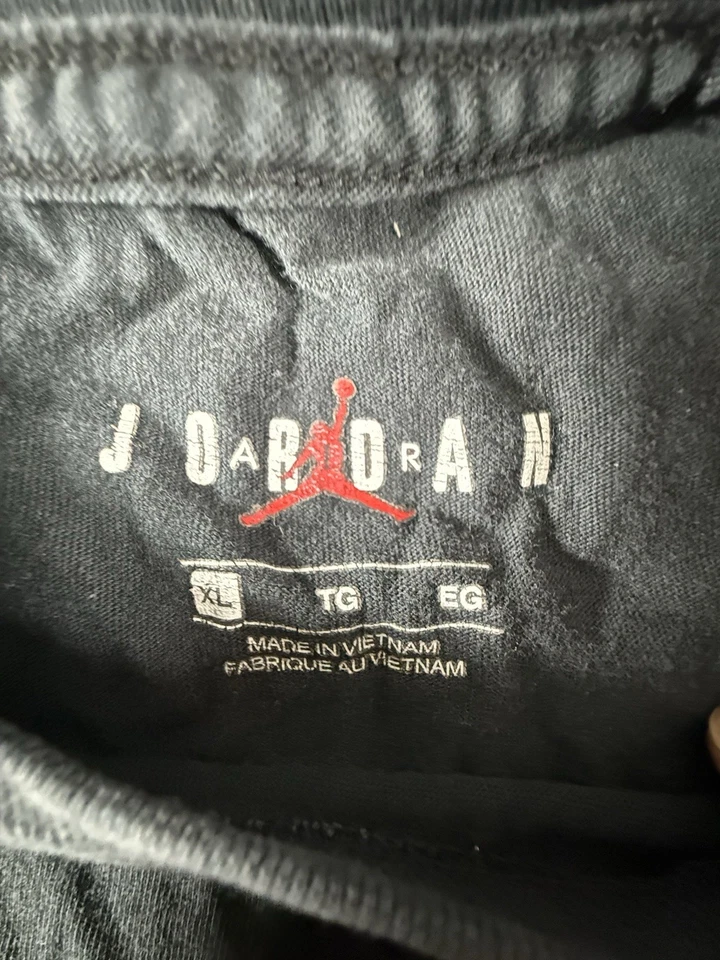 JORDAN
A R
XL TG EG
MADE IN VIETNAM
FABRIQUE AU VIETNAM